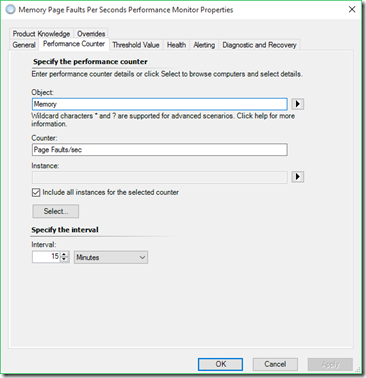 Memory Page Faults Per Seconds Performance Monitor Properties
Product Knowledge Overrides
General Performance Counter Threshold Value Health Alerting Diagnostic and Recovery
Specify the performance counter
Enter performance counter details or click Select to browse computers and select details.
Object:
Memory
Wildcard characters * and ? are supported for advanced scenarios. Click help for more
information.
Counter:
Page Faults/sec
Instance:
Include all instances for the selected counter
Select...
Specify the interval
Interval:
15 Minutes
OK Cancel Apply